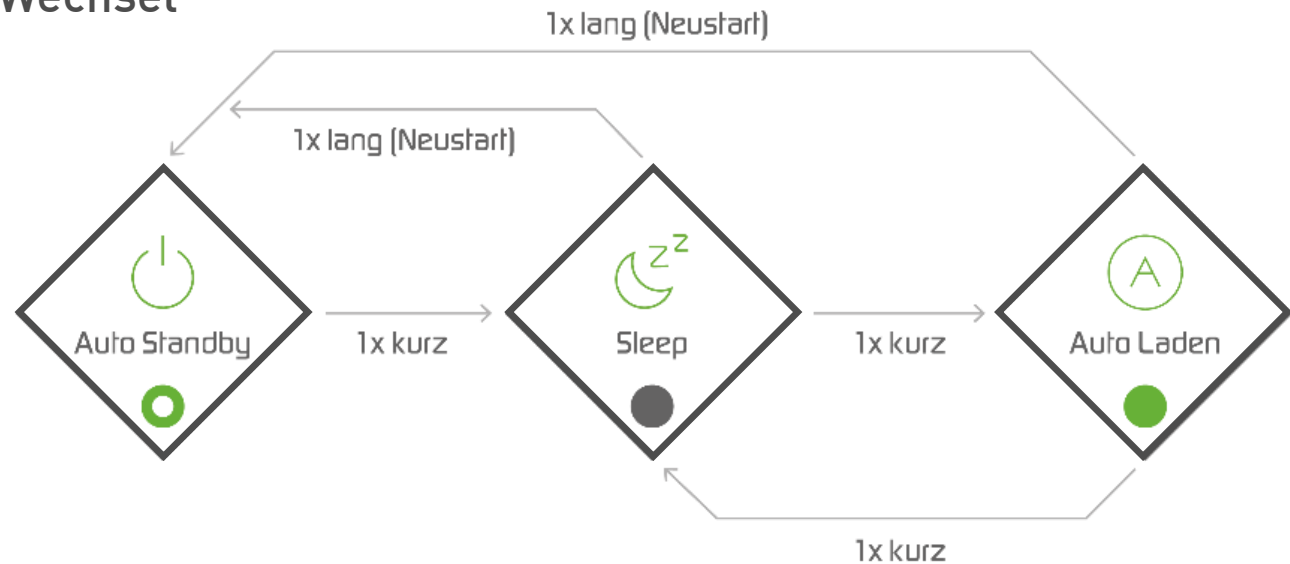 Wechsel
1x lang (Neustart)
1x lang (Neustart)
Z Z
Auto Standby
1x kurz
Sleep
1x kurz
A
Auto Laden
1x kurz